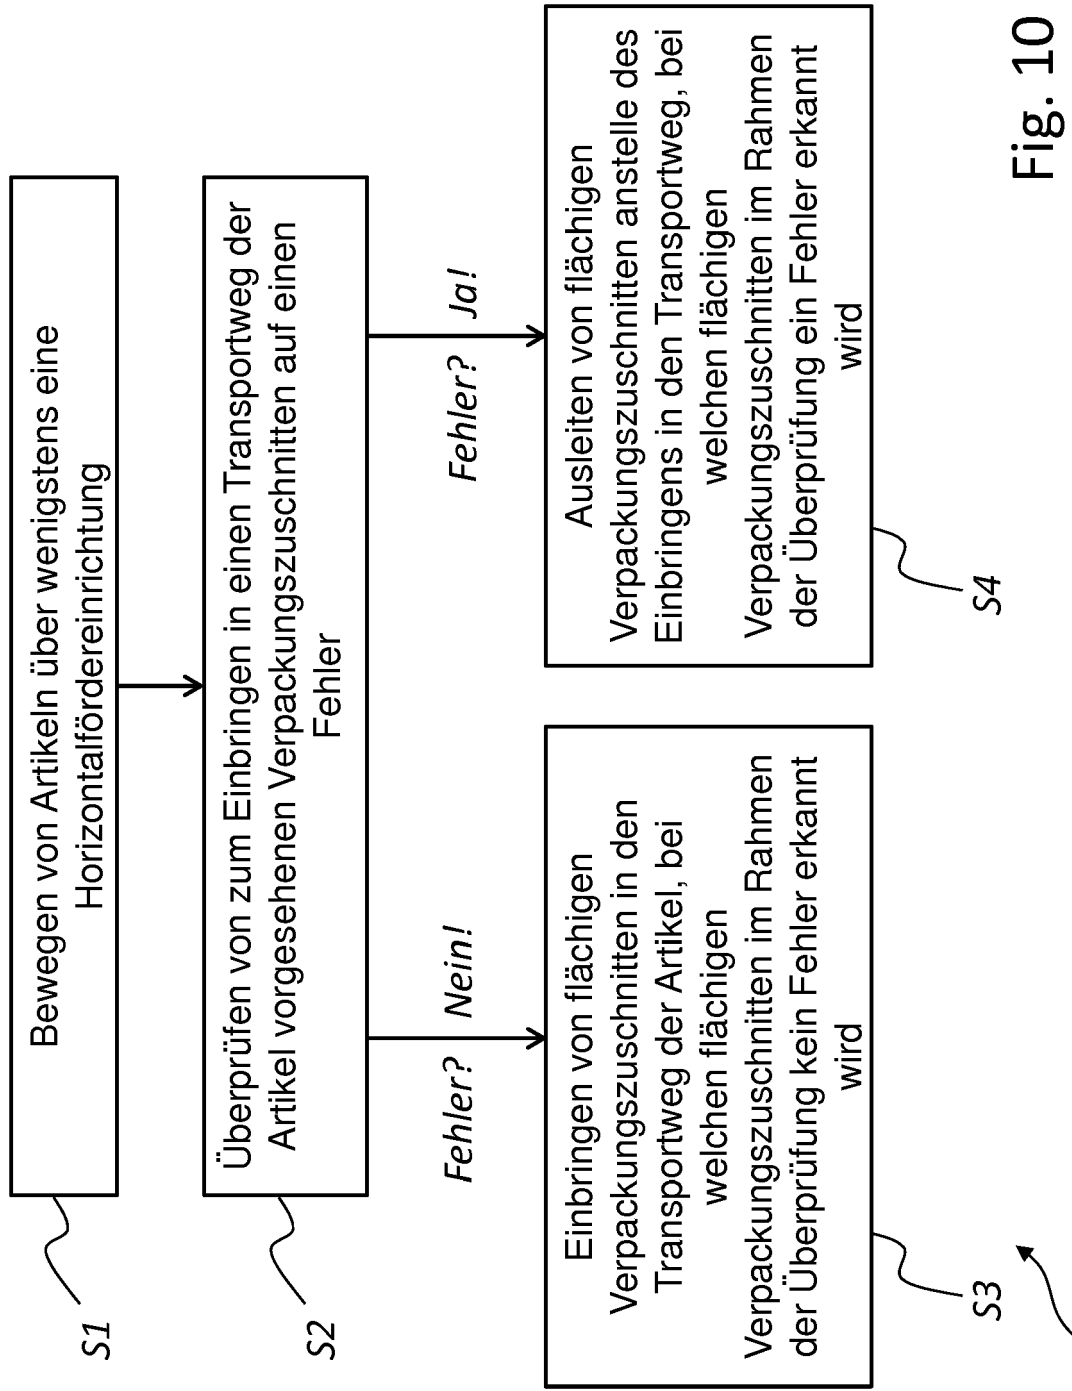 S1
Bewegen von Artikeln über wenigstens eine
Horizontalfördereinrichtung
S2
Überprüfen von zum Einbringen in einen Transportweg der
Artikel vorgesehenen Verpackungszuschnitten auf einen
Fehler
Fehler? Nein!
Fehler? Ja!
Einbringen von flächigen
Verpackungszuschnitten in den
Transportweg der Artikel, bei
welchen flächigen
Verpackungszuschnitten im Rahmen
der Überprüfung kein Fehler erkannt
wird
S3
Ausleiten von flächigen
Verpackungszuschnitten anstelle des
Einbringens in den Transportweg, bei
welchen flächigen
Verpackungszuschnitten im Rahmen
der Überprüfung ein Fehler erkannt
wird
S4
Fig. 10